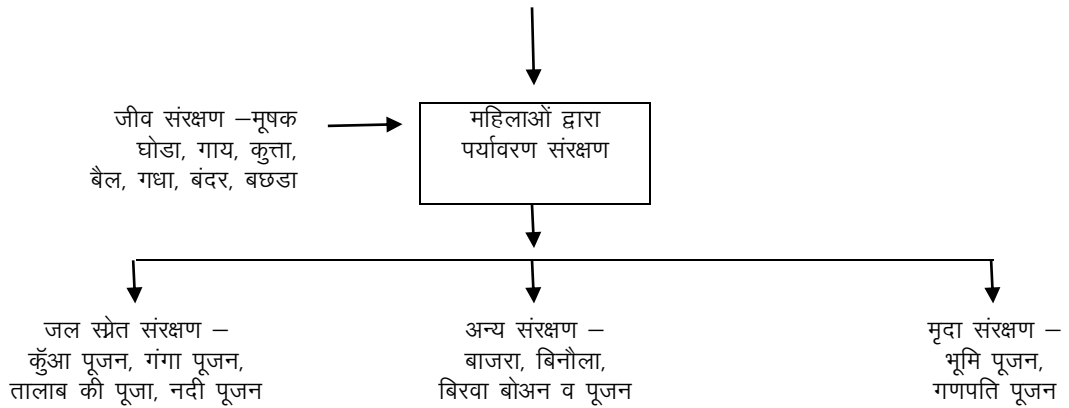 जीव संरक्षण –मूषक
घोडा, गाय, कुत्ता,
बैल, गधा, बंदर, बछडा
महिलाओं द्वारा
पर्यावरण संरक्षण
जल स्प्रेत संरक्षण –
कुँआ पूजन, गंगा पूजन,
तालाब की पूजा, नदी पूजन
अन्य संरक्षण –
बाजरा, बिनौला,
बिरवा बोअन व पूजन
मृदा संरक्षण –
भूमि पूजन,
गणपति पूजन